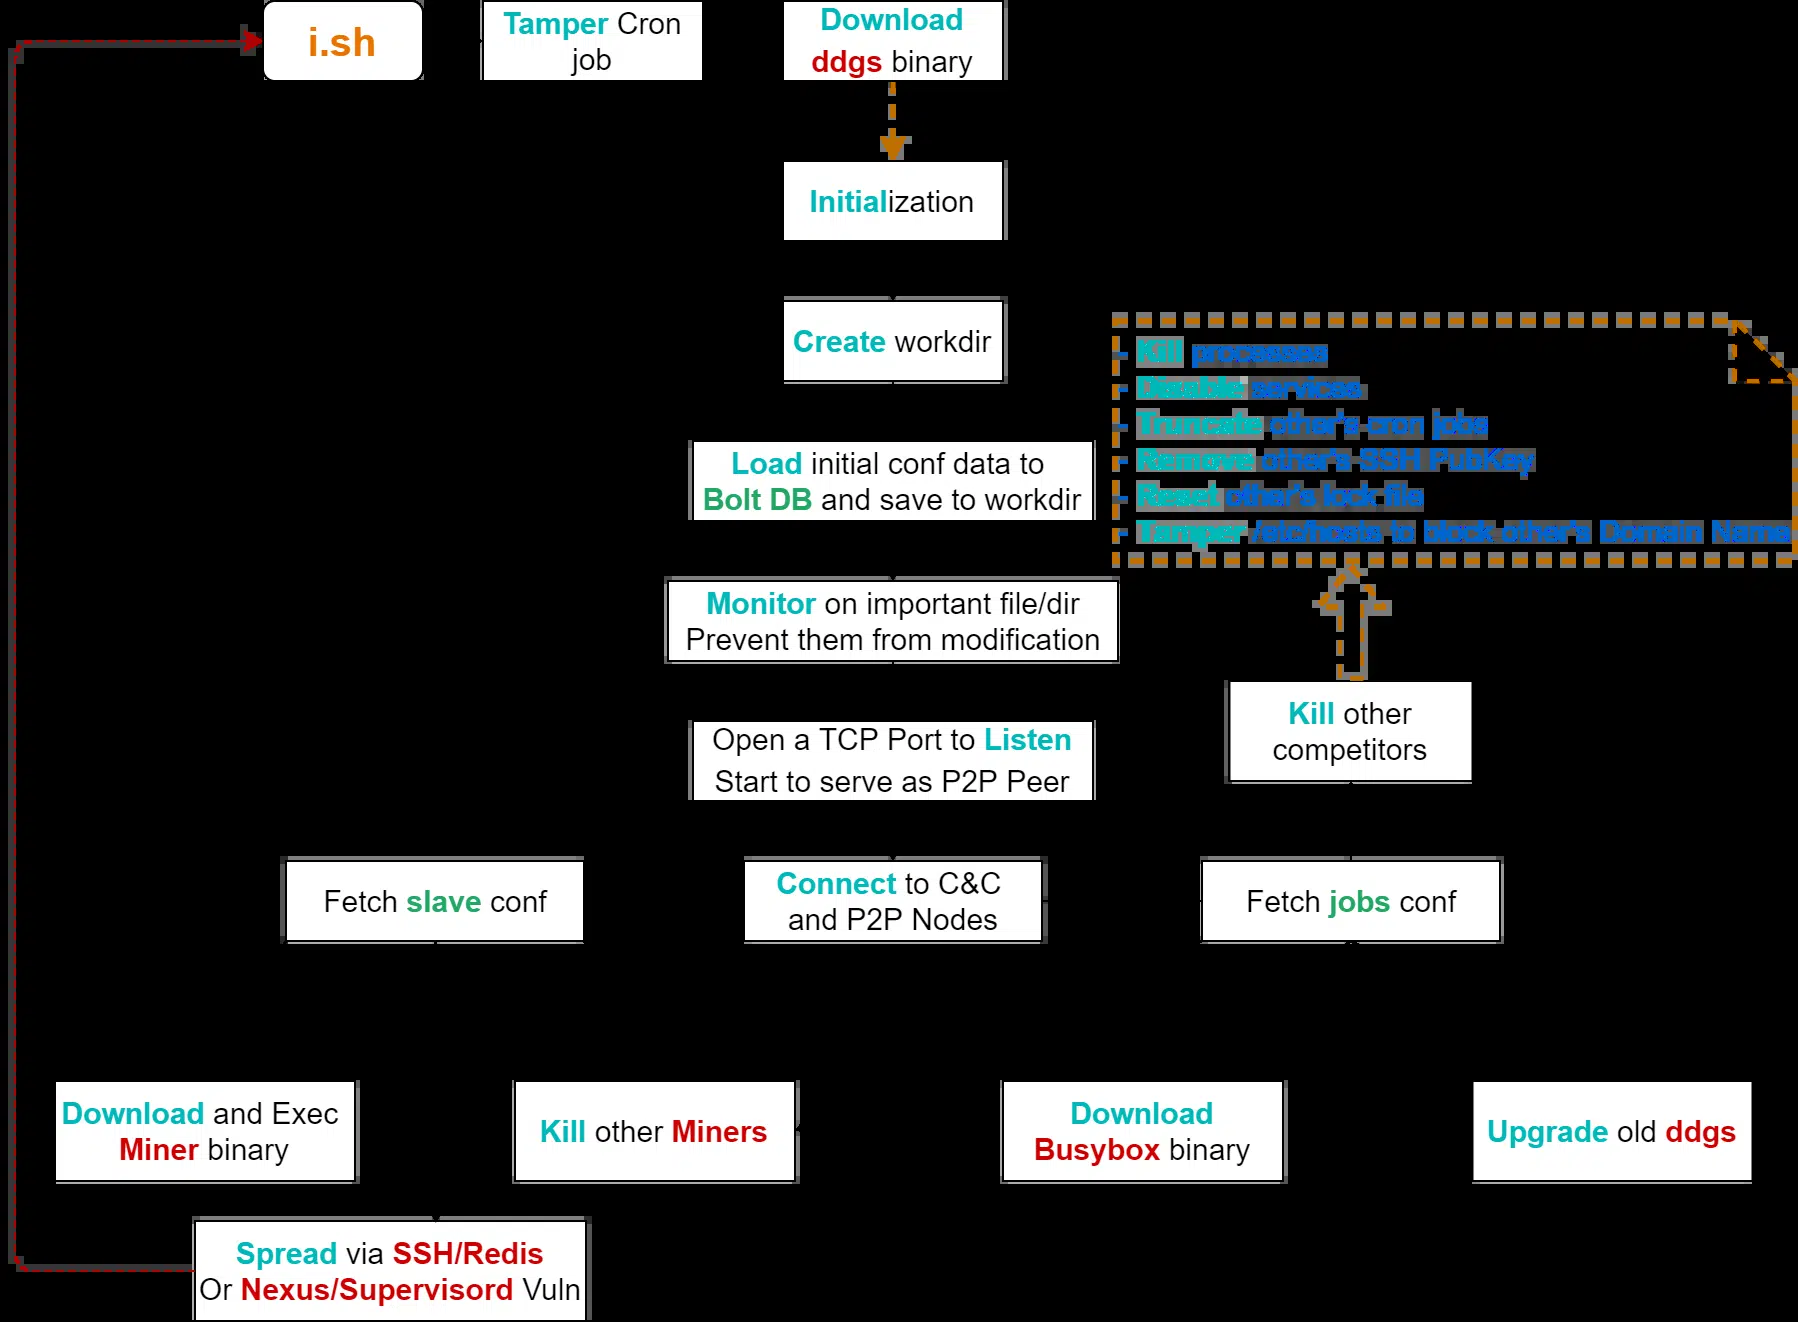 i.sh
Tamper Cron
job
Download
ddgs binary
Initialization
Create workdir
- Kill processes
- Disable services
- Truncate other's cron jobs
- Remove other's SSH PubKey
- Reset other's lock file
- Tamper /etc/hosts to block other's Domain Name
Load initial conf data to
Bolt DB and save to workdir
Monitor on important file/dir
Prevent them from modification
Open a TCP Port to Listen
Start to serve as P2P Peer
Kill other
competitors
Fetch slave conf
Connect to C&C
and P2P Nodes
Fetch jobs conf
Download and Exec
Miner binary
Kill other Miners
Download
Busybox binary
Upgrade old ddgs
Spread via SSH/Redis
Or Nexus/Supervisord Vuln